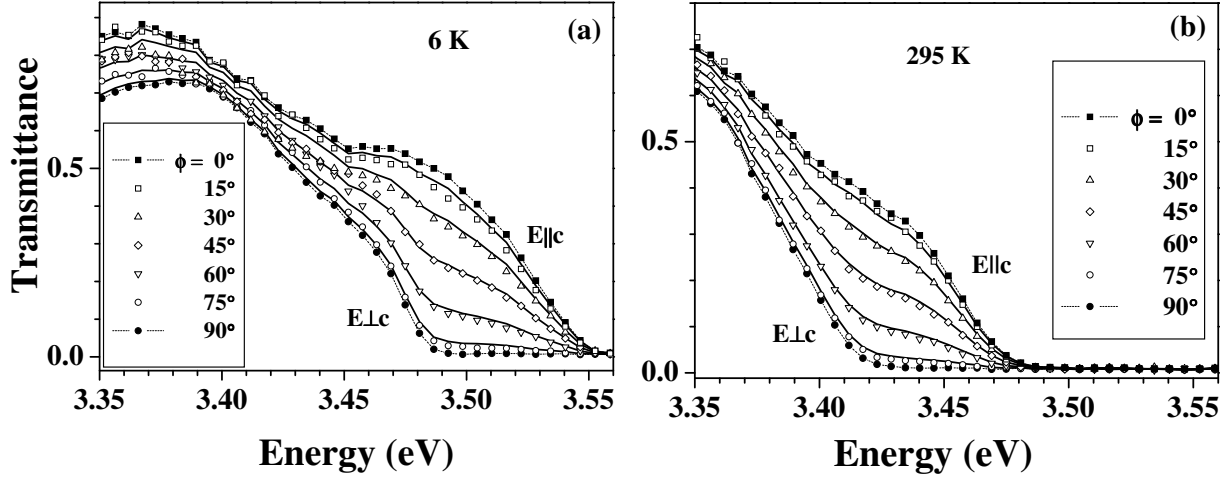 (a)
6 K
Transmittance
0.5
0.0
ϕ = 0°
15°
30°
45°
60°
75°
90°
E||c
E⊥c
3.35 3.40 3.45 3.50 3.55
Energy (eV)
(b)
295 K
0.5
0.0
ϕ = 0°
15°
30°
45°
60°
75°
90°
E||c
E⊥c
3.35 3.40 3.45 3.50 3.55
Energy (eV)